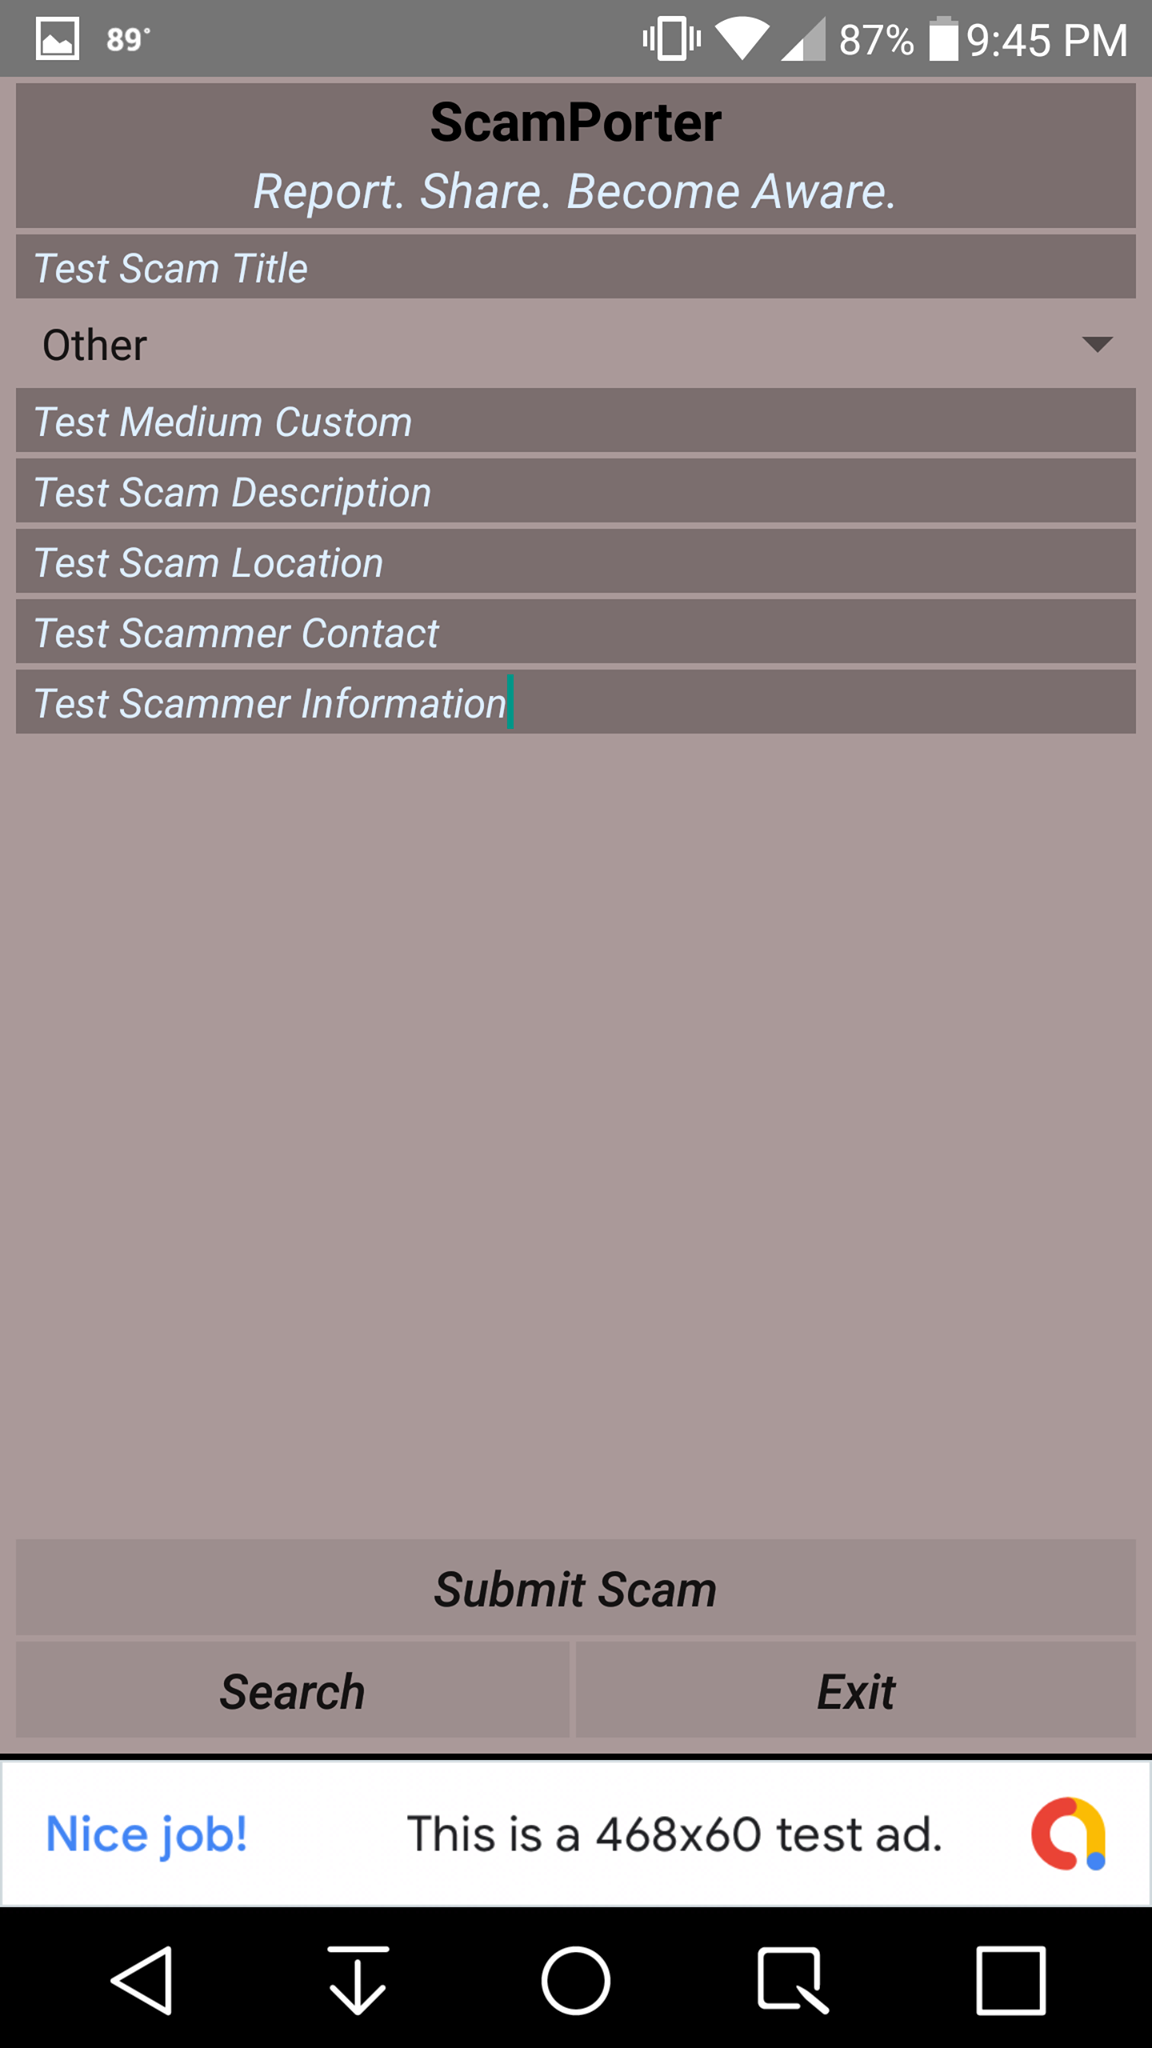 89°
87% 9:45 PM
ScamPorter
Report. Share. Become Aware.
Test Scam Title
Other
Test Medium Custom
Test Scam Description
Test Scam Location
Test Scammer Contact
Test Scammer Information
Submit Scam
Search
Exit
Nice job!
This is a 468x60 test ad.